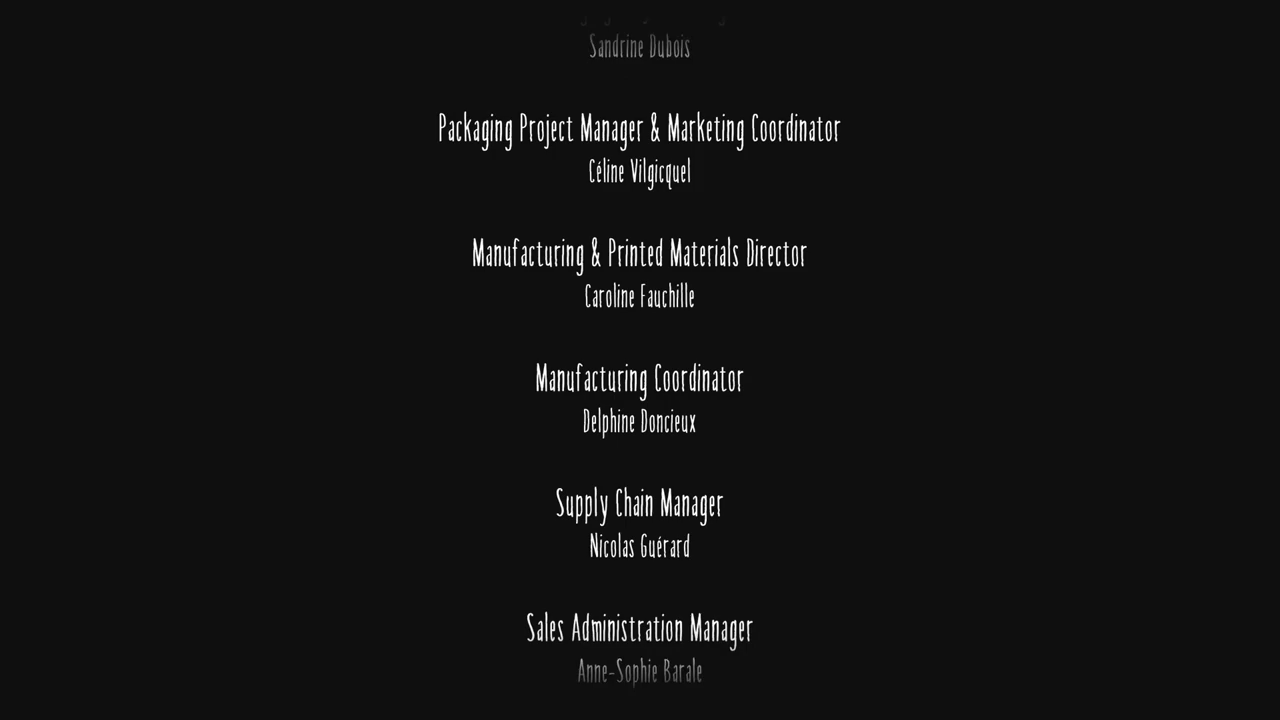 Sandrine Dubois
Packaging Project Manager & Marketing Coordinator
Céline Vilgicquel
Manufacturing & Printed Materials Director
Caroline Fauchille
Manufacturing Coordinator
Delphine Doncieux
Supply Chain Manager
Nicolas Guérard
Sales Administration Manager
Anne-Sophie Barale